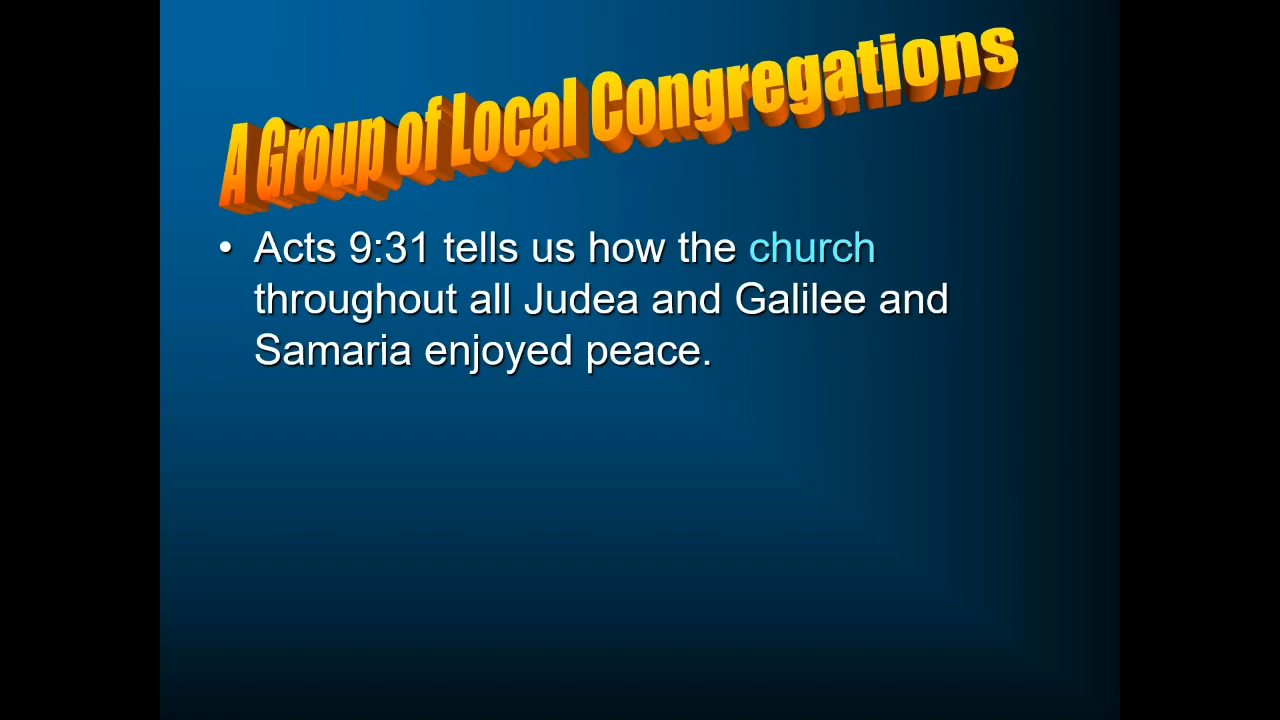 A Group of Local Congregations
• Acts 9:31 tells us how the church
throughout all Judea and Galilee and
Samaria enjoyed peace.